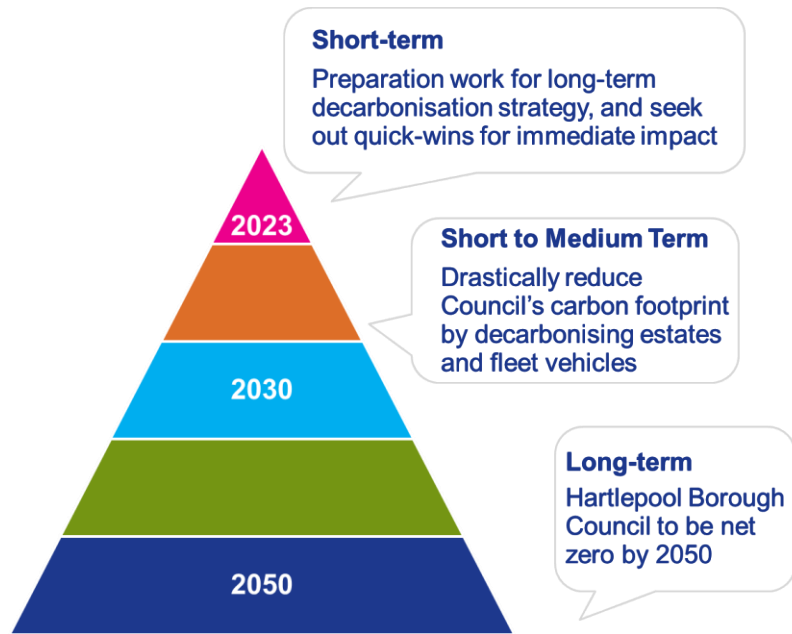 Short-term
Preparation work for long-term
decarbonisation strategy, and seek
out quick-wins for immediate impact
2023
Short to Medium Term
Drastically reduce
Council's carbon footprint
by decarbonising estates
and fleet vehicles
2030
Long-term
Hartlepool Borough
Council to be net
zero by 2050
2050